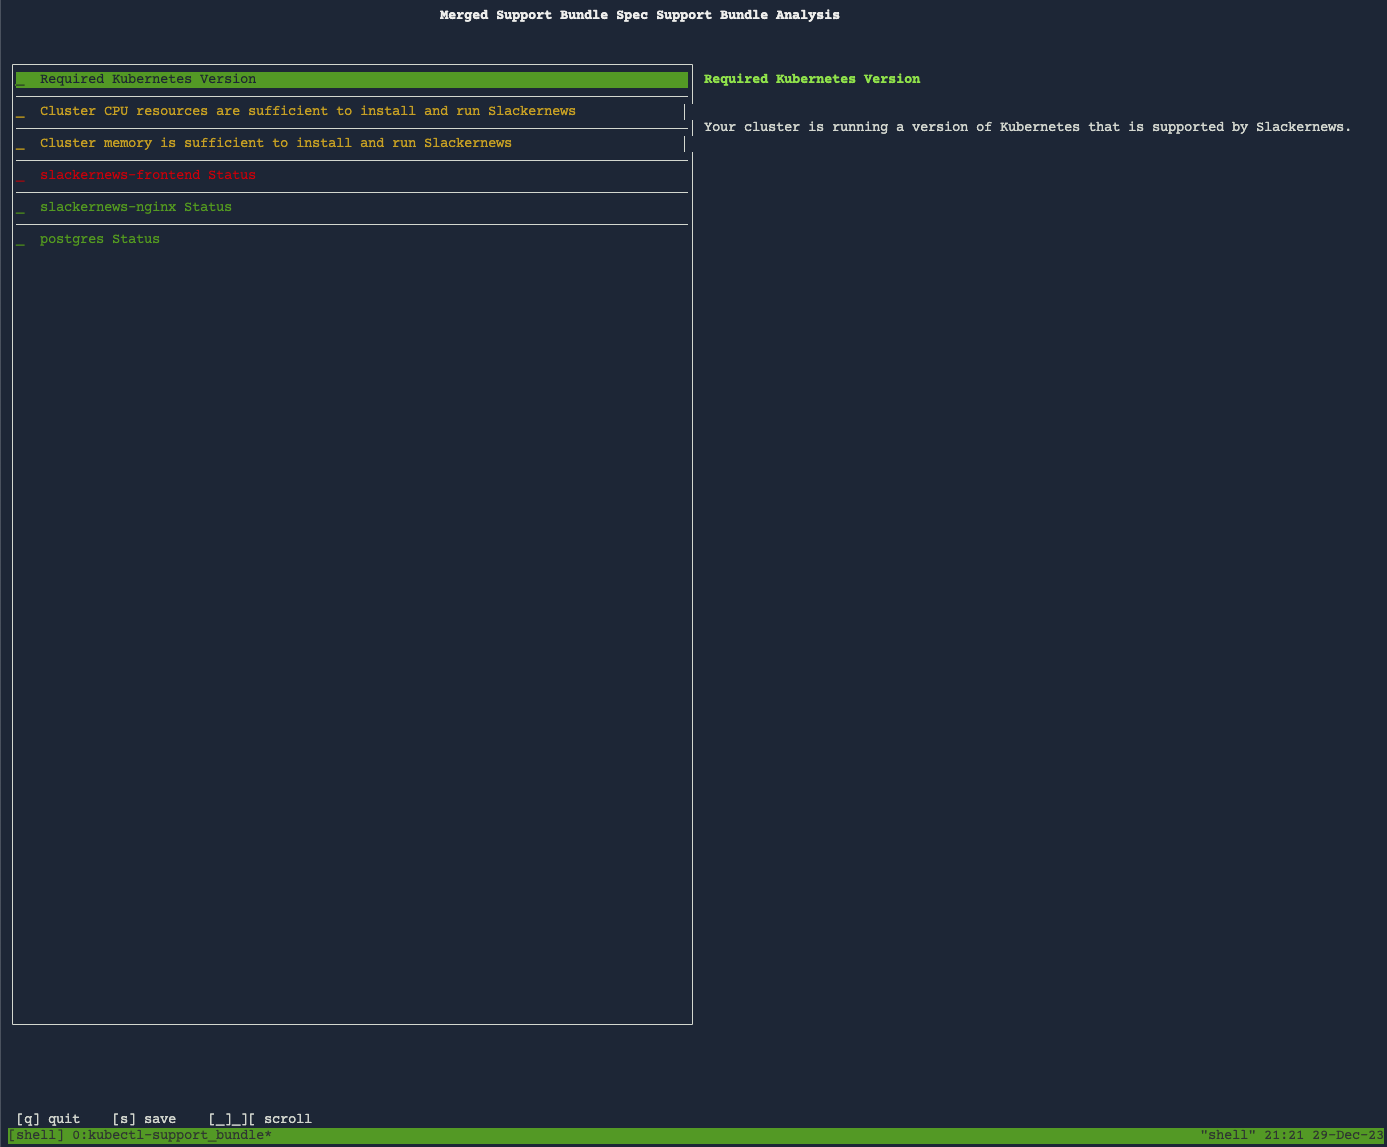 Merged Support Bundle Spec Support Bundle Analysis
_ Required Kubernetes Version
Required Kubernetes Version
_ Cluster CPU resources are sufficient to install and run Slackernews
Your cluster is running a version of Kubernetes that is supported by Slackernews.
_ Cluster memory is sufficient to install and run Slackernews
_ slackernews-frontend Status
_ slackernews-nginx Status
_ postgres Status
[q] quit [s] save [_]_][ scroll
[shell] 0:kubectl-support_bundle* "shell" 21:21 29-Dec-23